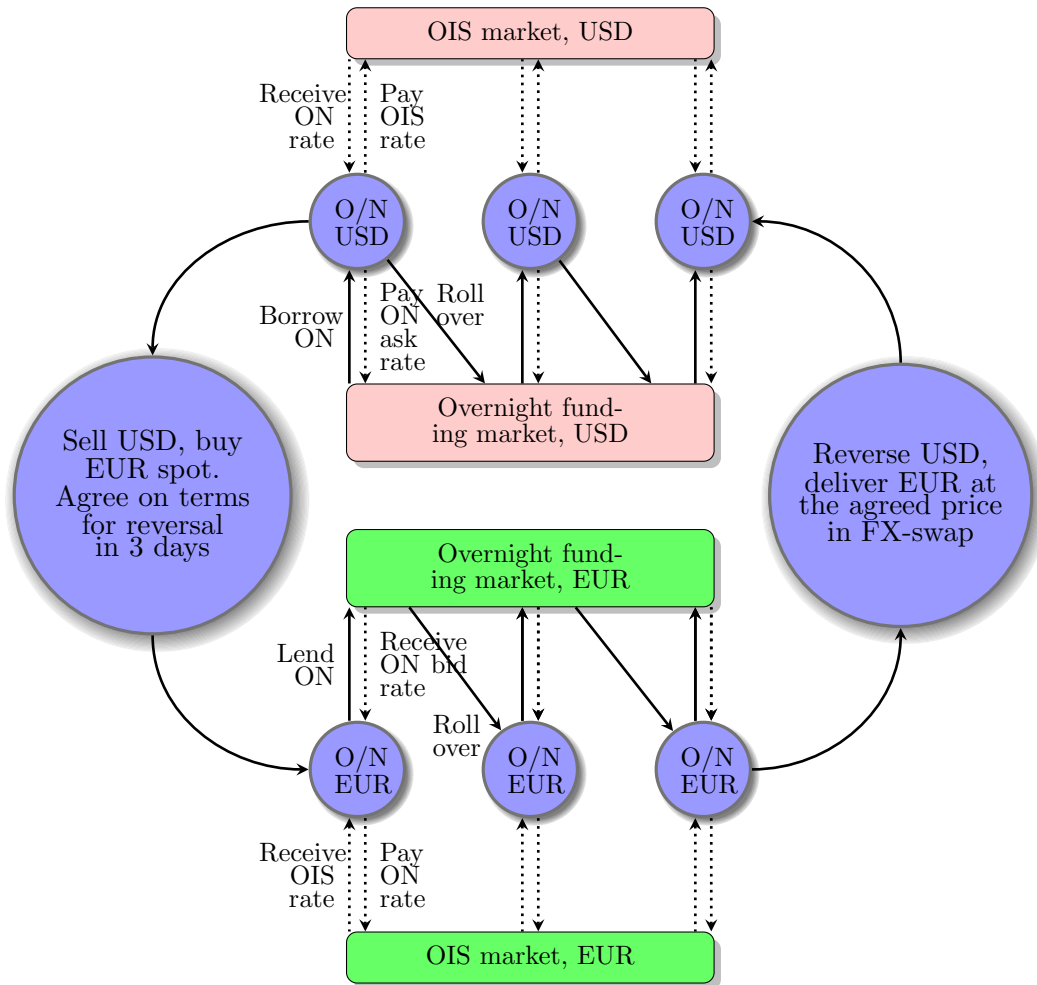 OIS market, USD
Receive
ON
rate
Pay
OIS
rate
O/N
USD
O/N
USD
O/N
USD
Borrow
ON
Pay
ON
ask
rate
Roll
over
Overnight fund-
ing market, USD
Sell USD, buy
EUR spot.
Agree on terms
for reversal
in 3 days
Reverse USD,
deliver EUR at
the agreed price
in FX-swap
Overnight fund-
ing market, EUR
Lend
ON
Receive
ON bid
rate
Roll
over
O/N
EUR
O/N
EUR
O/N
EUR
Receive
OIS
rate
Pay
ON
rate
OIS market, EUR